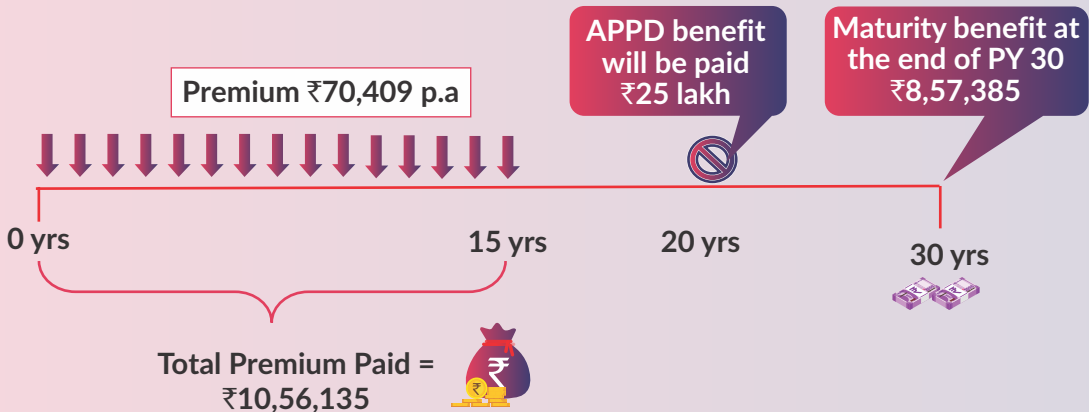 APPD benefit
will be paid
₹25 lakh
Maturity benefit at
the end of PY 30
₹8,57,385
Premium ₹70,409 p.a
0 yrs
15 yrs
20 yrs
30 yrs
Total Premium Paid =
₹10,56,135
₹
₹